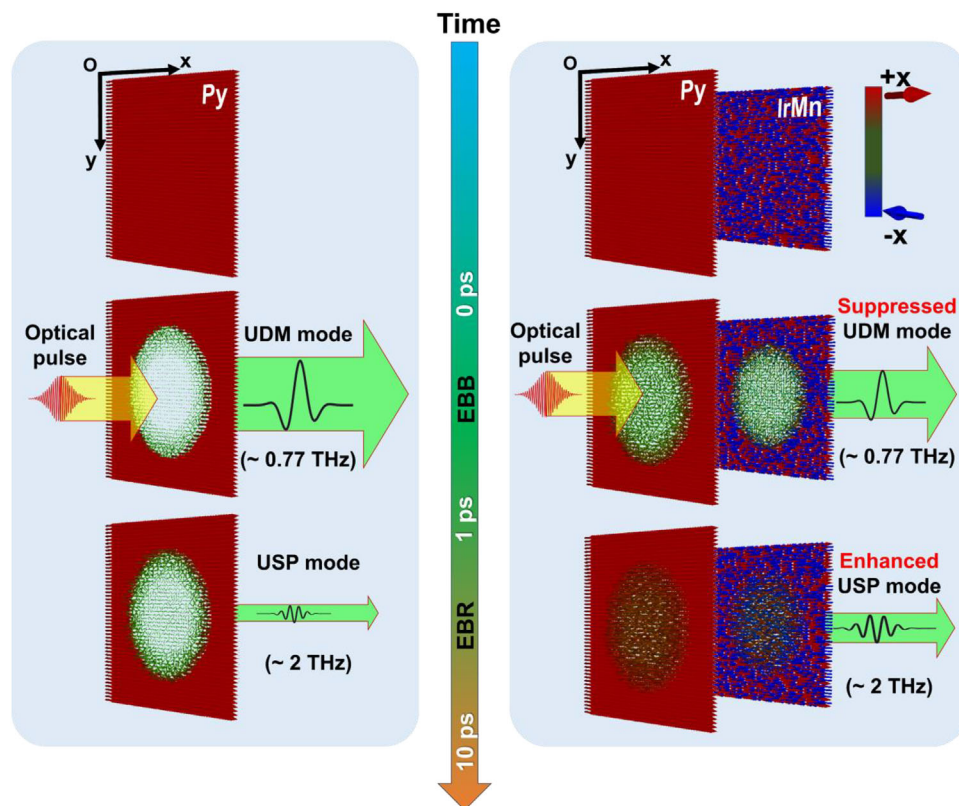 Time
O
x
y
Py
Optical
pulse
UDM mode
(~ 0.77 THz)
USP mode
(~ 2 THz)
0 ps
EBB
1 ps
EBR
10 ps
O
x
y
Py
IrMn
+x
-x
Optical
pulse
Suppressed
UDM mode
(~ 0.77 THz)
Enhanced
USP mode
(~ 2 THz)